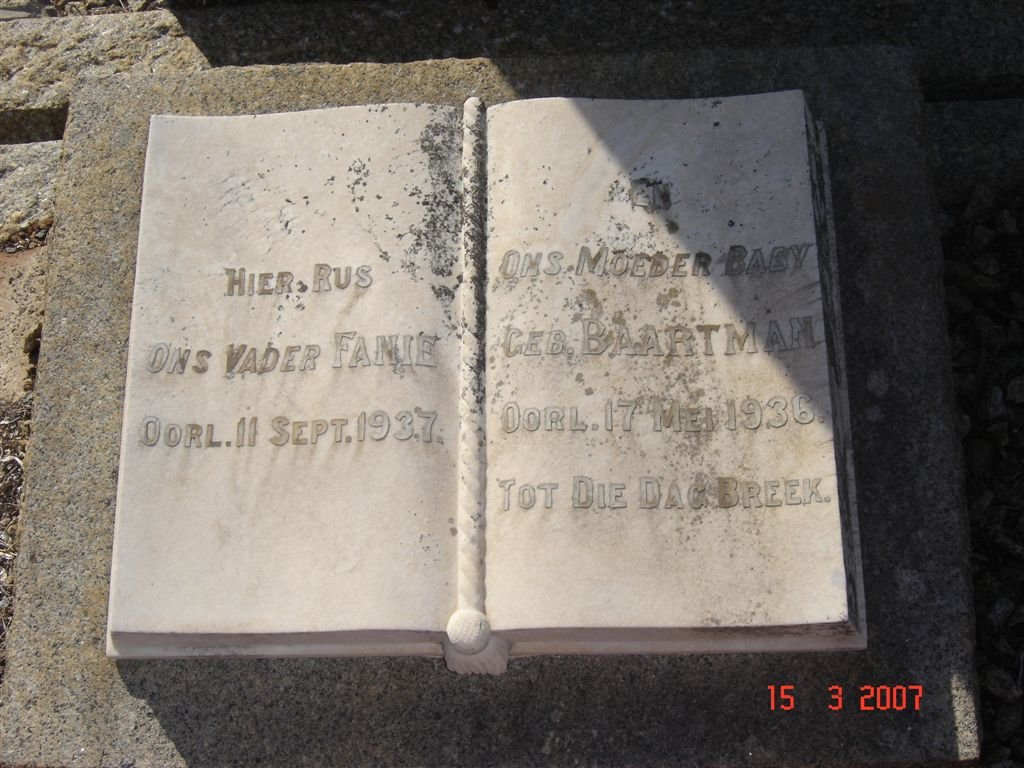 HIER RUS
ONS VADER FANIE
OORL. 11 SEPT. 1937.
EN
ONS MOEDER BABY
GEB. BAARTMAN
OORL. 17 MEI 1936.
TOT DIE DAG BREEK.
15 3 2007